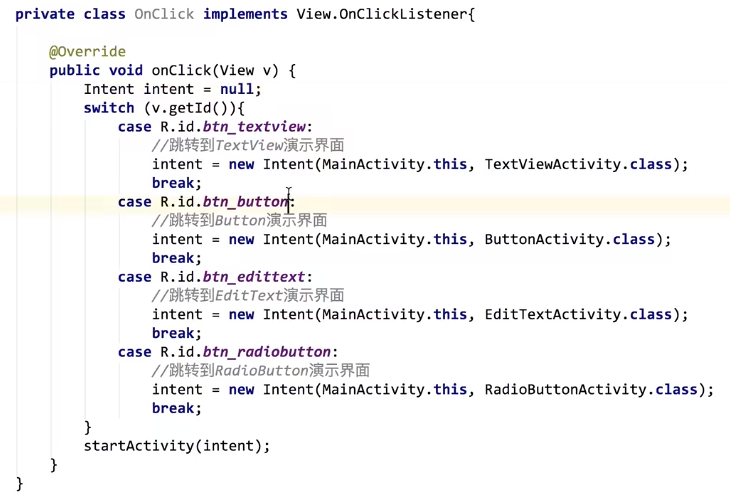 private class OnClick implements View.OnClickListener{
@Override
public void onClick(View v) {
Intent intent = null;
switch (v.getId()){
case R.id.btn_textview:
//跳转到TextView演示界面
intent = new Intent(MainActivity.this, TextViewActivity.class);
break;
case R.id.btn_button:
//跳转到Button演示界面
intent = new Intent(MainActivity.this, ButtonActivity.class);
break;
case R.id.btn_edittext:
//跳转到EditText演示界面
intent = new Intent(MainActivity.this, EditTextActivity.class);
break;
case R.id.btn_radiobutton:
//跳转到RadioButton演示界面
intent = new Intent(MainActivity.this, RadioButtonActivity.class);
break;
}
startActivity(intent);
}
}